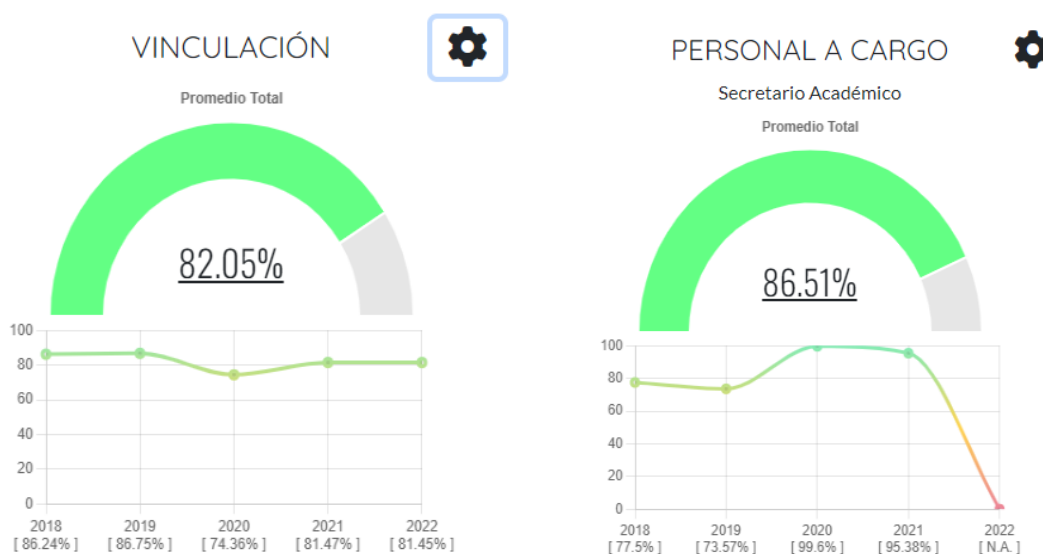 VINCULACIÓN
Promedio Total
82.05%
100
80
60
40
20
0
2018 2019 2020 2021 2022
[ 86.24% ] [ 86.75% ] [ 74.36% ] [ 81.47% ] [ 81.45% ]
PERSONAL A CARGO
Secretario Académico
Promedio Total
86.51%
100
80
60
40
20
0
2018 2019 2020 2021 2022
[ 77.5% ] [ 73.57% ] [ 99.6% ] [ 95.38% ] [ N.A. ]